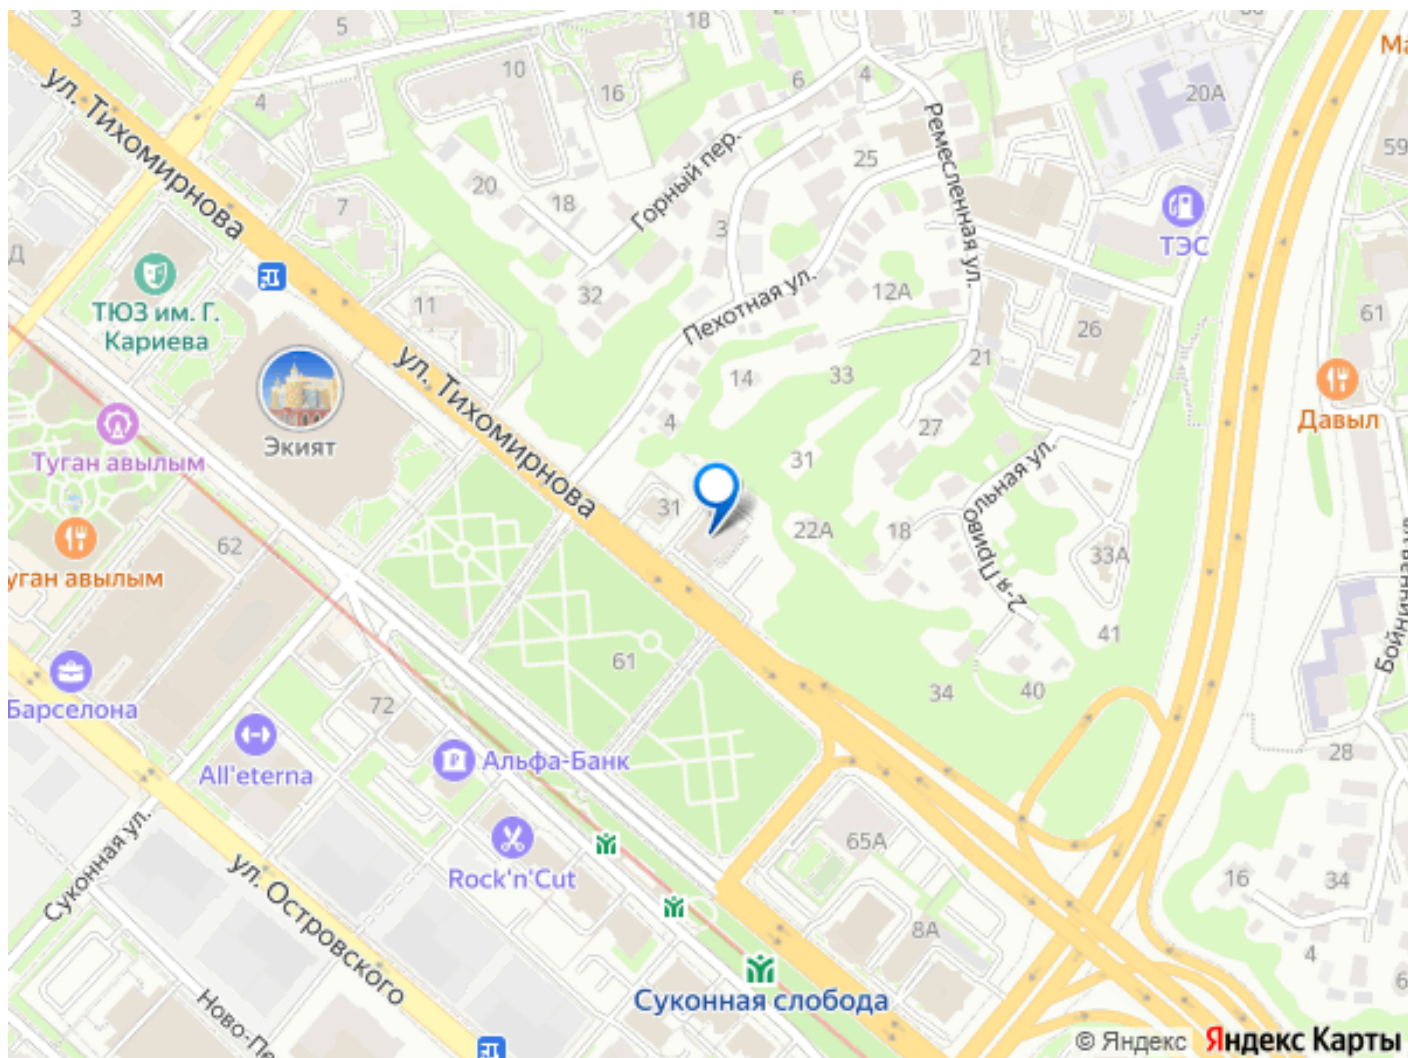 3
5
18
10
16
6
4
4
20А
Ма
ул. Тихомирнова
Ремесленная ул.
59
25
20
18
Горный пер.
7
3
ТЭС
Д
ТЮЗ им. Г.
Кариева
32
11
12А
Пехотная ул.
26
61
ул. Тихомирнова
14
33
21
Экият
4
27
Давыл
Туган авылым
31
2-я Привольная ул.
31
22А
18
62
33А
уган авылым
41
61
34
40
Барселона
72
28
All'eterna
Альфа-Банк
65А
Rock'n'Cut
16
34
Суконная ул.
ул. Островского
8А
4
6
Суконная слобода
Ново-Пе
© Яндекс Яндекс Карты